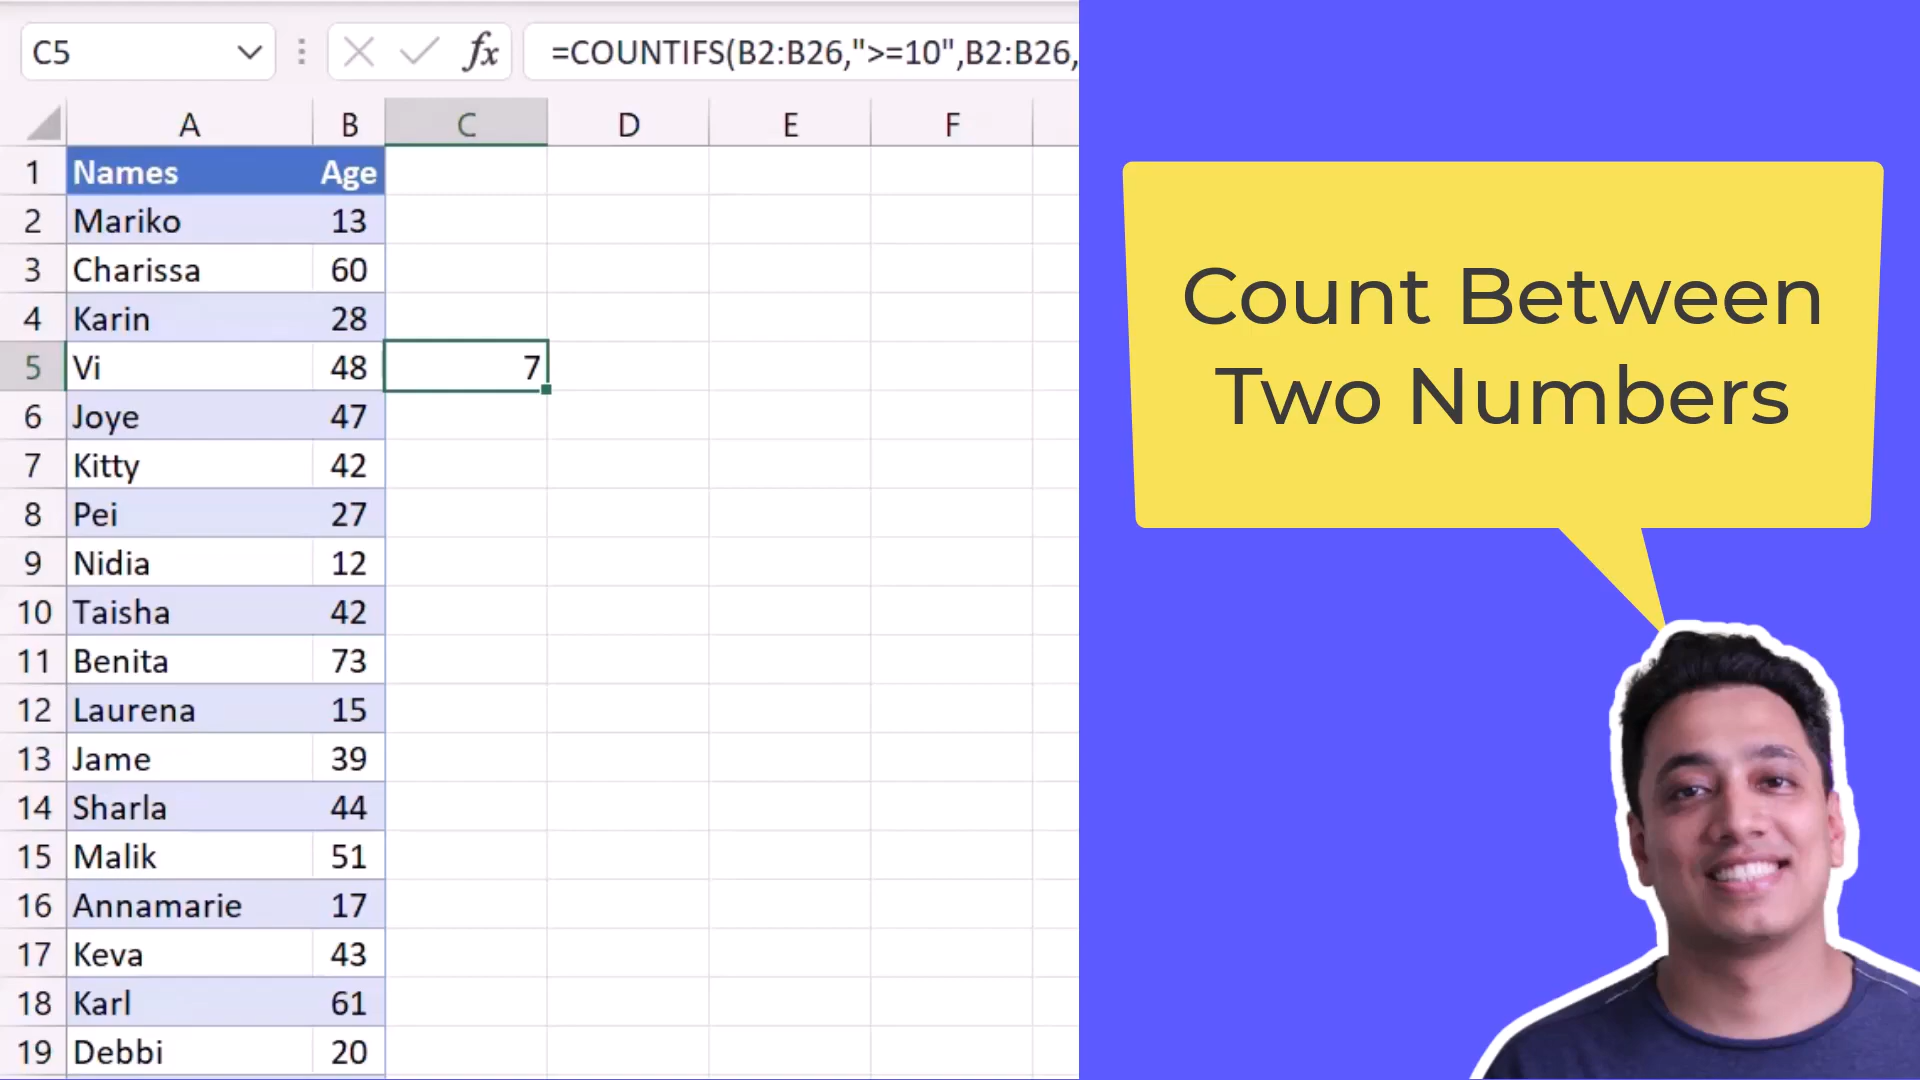 C5 fx =COUNTIFS(B2:B26,">=10",B2:B26,
A B C D E F
1 Names Age
2 Mariko 13
3 Charissa 60
4 Karin 28
5 Vi 48 7
6 Joye 47
7 Kitty 42
8 Pei 27
9 Nidia 12
10 Taisha 42
11 Benita 73
12 Laurena 15
13 Jame 39
14 Sharla 44
15 Malik 51
16 Annamarie 17
17 Keva 43
18 Karl 61
19 Debbi 20
Count Between
Two Numbers